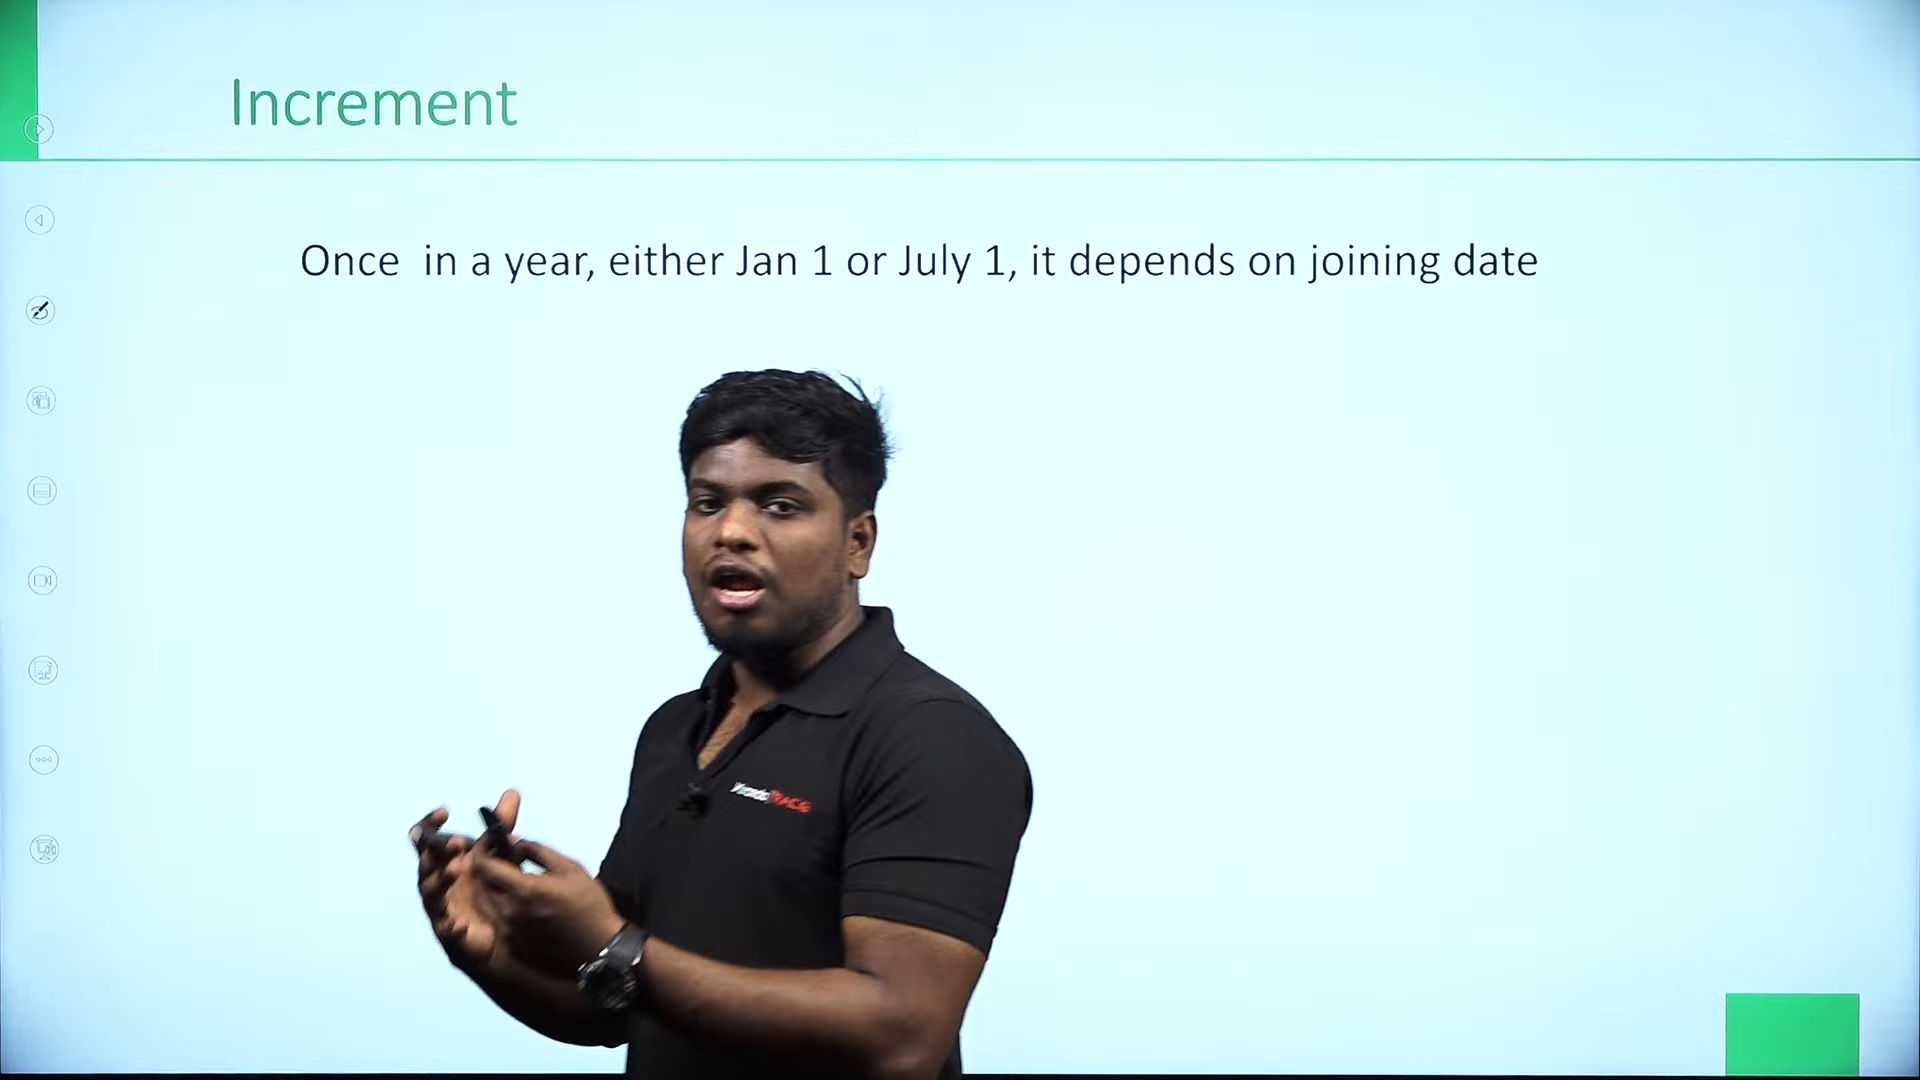 Increment
Once in a year, either Jan 1 or July 1, it depends on joining date